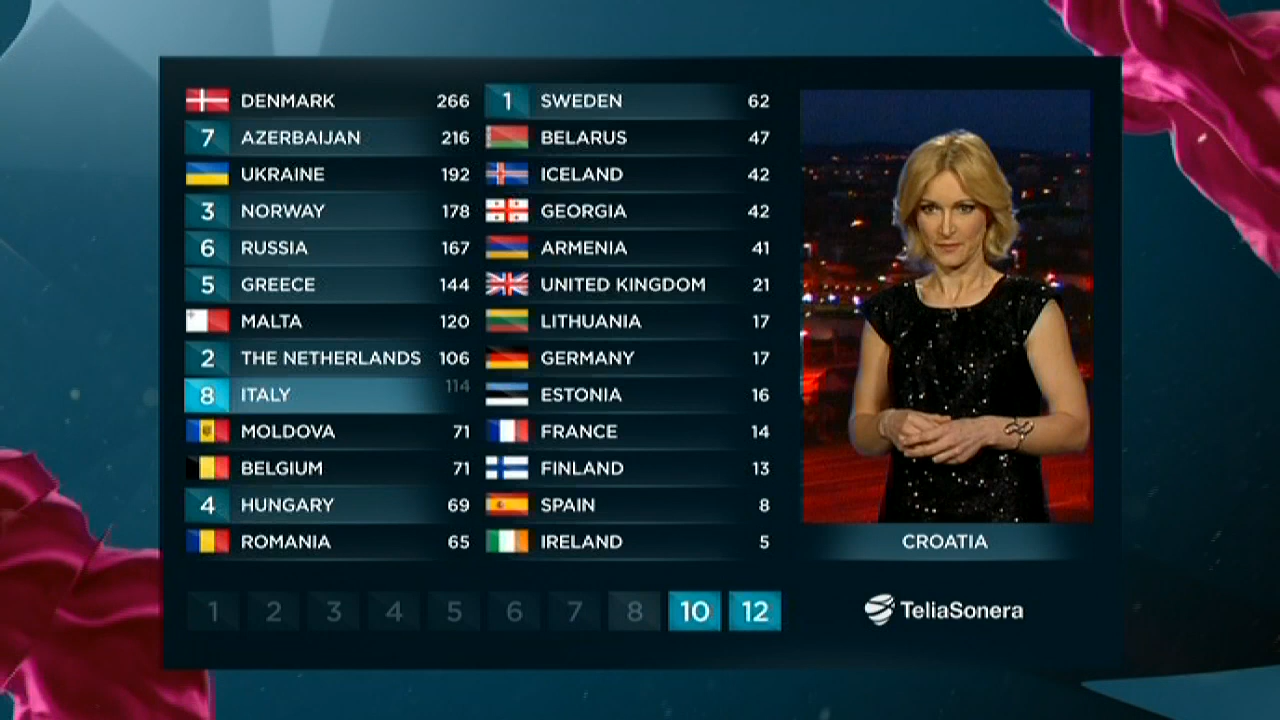 DENMARK 266
7 AZERBAIJAN 216
UKRAINE 192
3 NORWAY 178
6 RUSSIA 167
5 GREECE 144
MALTA 120
2 THE NETHERLANDS 106
8 ITALY 114
MOLDOVA 71
BELGIUM 71
4 HUNGARY 69
ROMANIA 65
1 SWEDEN 62
BELARUS 47
ICELAND 42
GEORGIA 42
ARMENIA 41
UNITED KINGDOM 21
LITHUANIA 17
GERMANY 17
ESTONIA 16
FRANCE 14
FINLAND 13
SPAIN 8
IRELAND 5
CROATIA
1 2 3 4 5 6 7 8 10 12
TeliaSonera